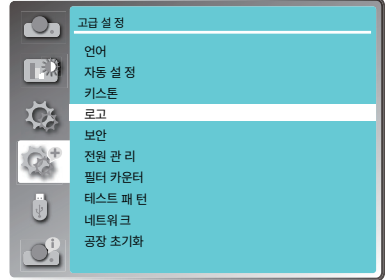 고급 설정
언어
자동 설정
키스톤
로고
보안
전원 관리
필터 카운터
테스트 패턴
네트워크
공장 초기화